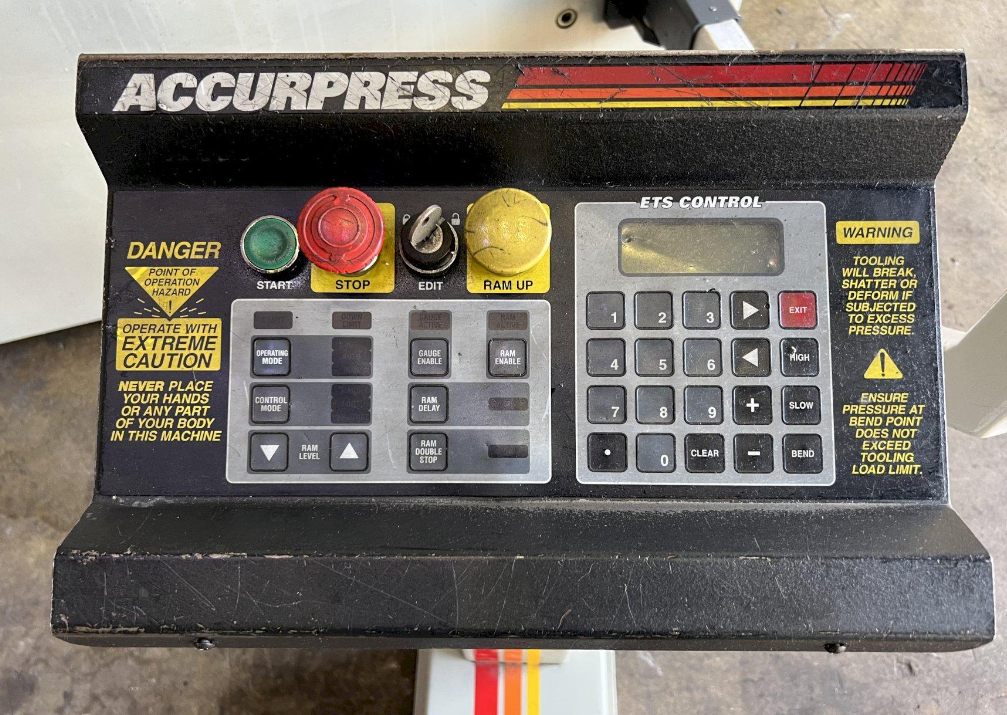 ACCURPRESS
DANGER
POINT OF
OPERATION
HAZARD
!
OPERATE WITH
EXTREME
CAUTION
NEVER PLACE
YOUR HANDS
OR ANY PART
OF YOUR BODY
IN THIS MACHINE
START
STOP
EDIT
RAM UP
GAUGE
ACTIVE
RAM
ACTIVE
OPERATING
MODE
GAUGE
ENABLE
RAM
ENABLE
CONTROL
MODE
RAM
DELAY
RAM
LEVEL
RAM
DOUBLE
STOP
ETS CONTROL
1 2 3 EXIT
4 5 6 HIGH
7 8 9 + SLOW
. 0 CLEAR - BEND
WARNING
TOOLING
WILL BREAK,
SHATTER OR
DEFORM IF
SUBJECTED
TO EXCESS
PRESSURE.
!
ENSURE
PRESSURE AT
BEND POINT
DOES NOT
EXCEED
TOOLING
LOAD LIMIT.